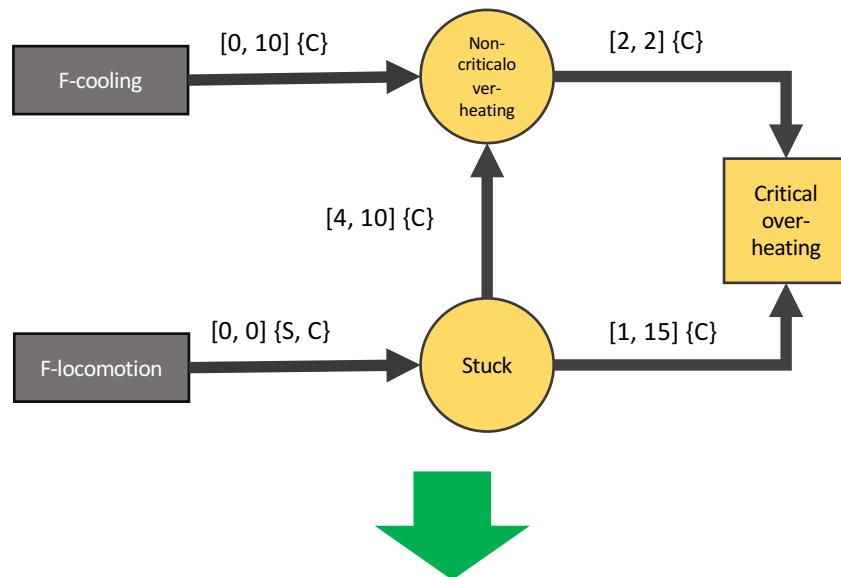 [0, 10] {C}
[2, 2] {C}
F-cooling
Non-
criticalo
ver-
heating
[4, 10] {C}
Critical
over-
heating
[0, 0] {S, C}
[1, 15] {C}
F-locomotion
Stuck